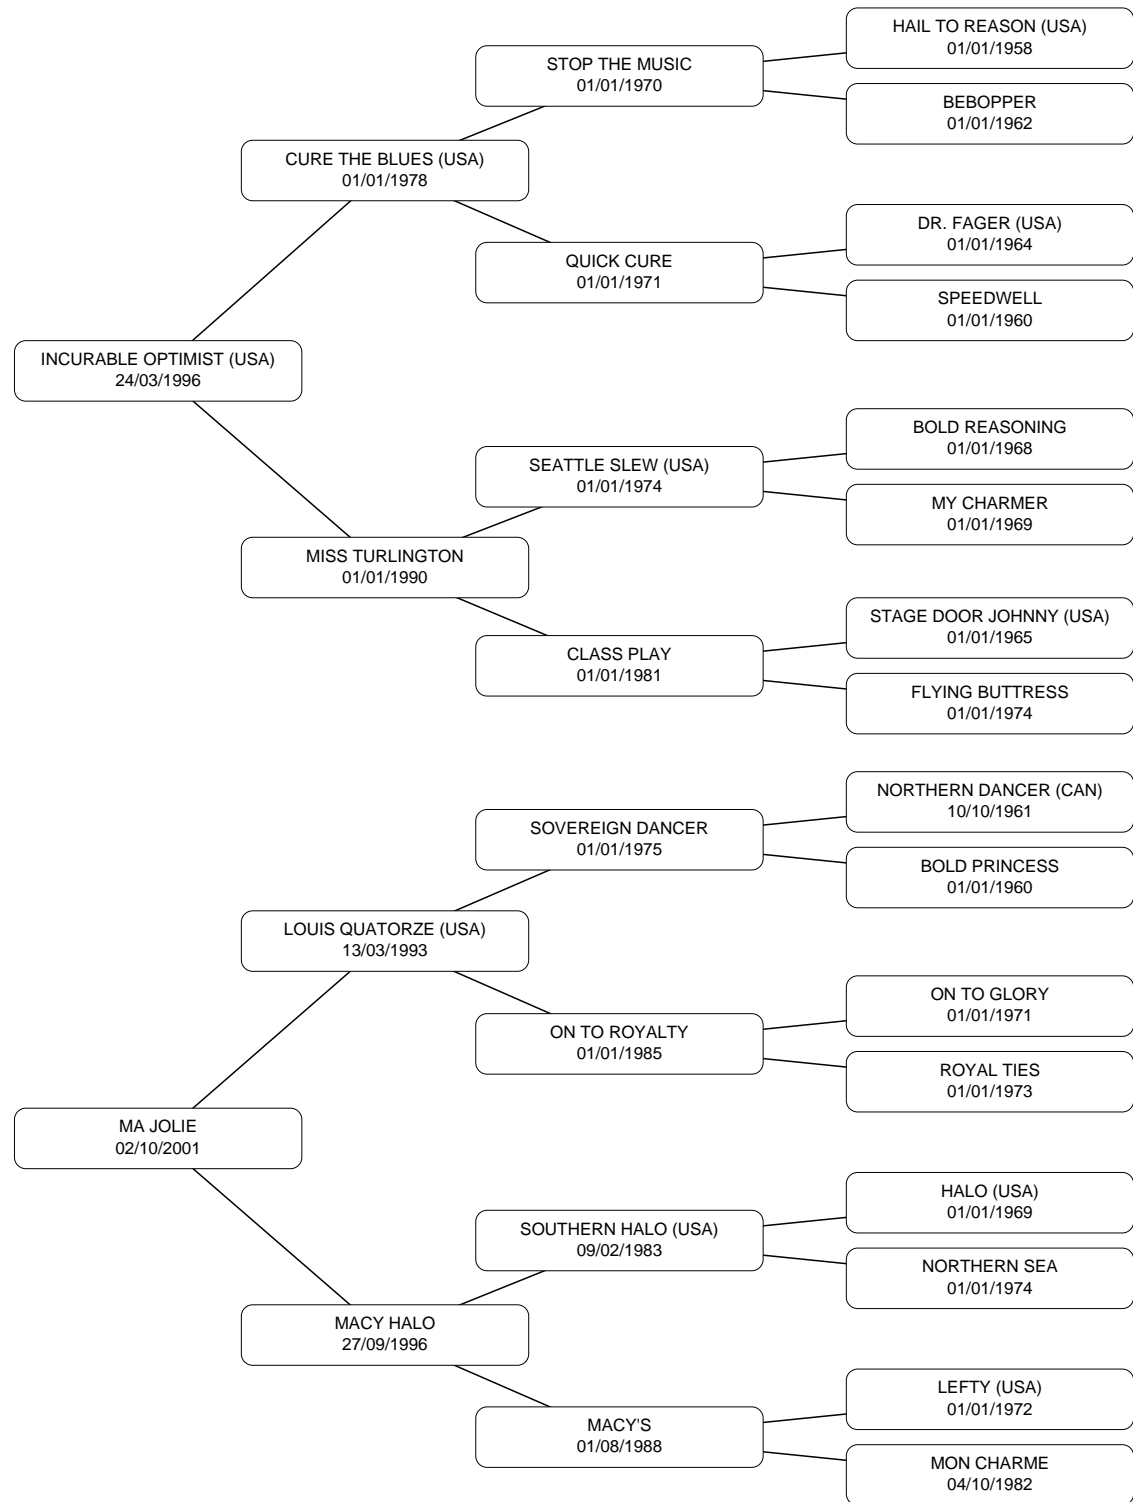 HAIL TO REASON (USA)
01/01/1958
STOP THE MUSIC
01/01/1970
BEBOPPER
01/01/1962
CURE THE BLUES (USA)
01/01/1978
DR. FAGER (USA)
01/01/1964
QUICK CURE
01/01/1971
SPEEDWELL
01/01/1960
INCURABLE OPTIMIST (USA)
24/03/1996
BOLD REASONING
01/01/1968
SEATTLE SLEW (USA)
01/01/1974
MY CHARMER
01/01/1969
MISS TURLINGTON
01/01/1990
STAGE DOOR JOHNNY (USA)
01/01/1965
CLASS PLAY
01/01/1981
FLYING BUTTRESS
01/01/1974
NORTHERN DANCER (CAN)
10/10/1961
SOVEREIGN DANCER
01/01/1975
BOLD PRINCESS
01/01/1960
LOUIS QUATORZE (USA)
13/03/1993
ON TO GLORY
01/01/1971
ON TO ROYALTY
01/01/1985
ROYAL TIES
01/01/1973
MA JOLIE
02/10/2001
HALO (USA)
01/01/1969
SOUTHERN HALO (USA)
09/02/1983
NORTHERN SEA
01/01/1974
MACY HALO
27/09/1996
LEFTY (USA)
01/01/1972
MACY'S
01/08/1988
MON CHARME
04/10/1982